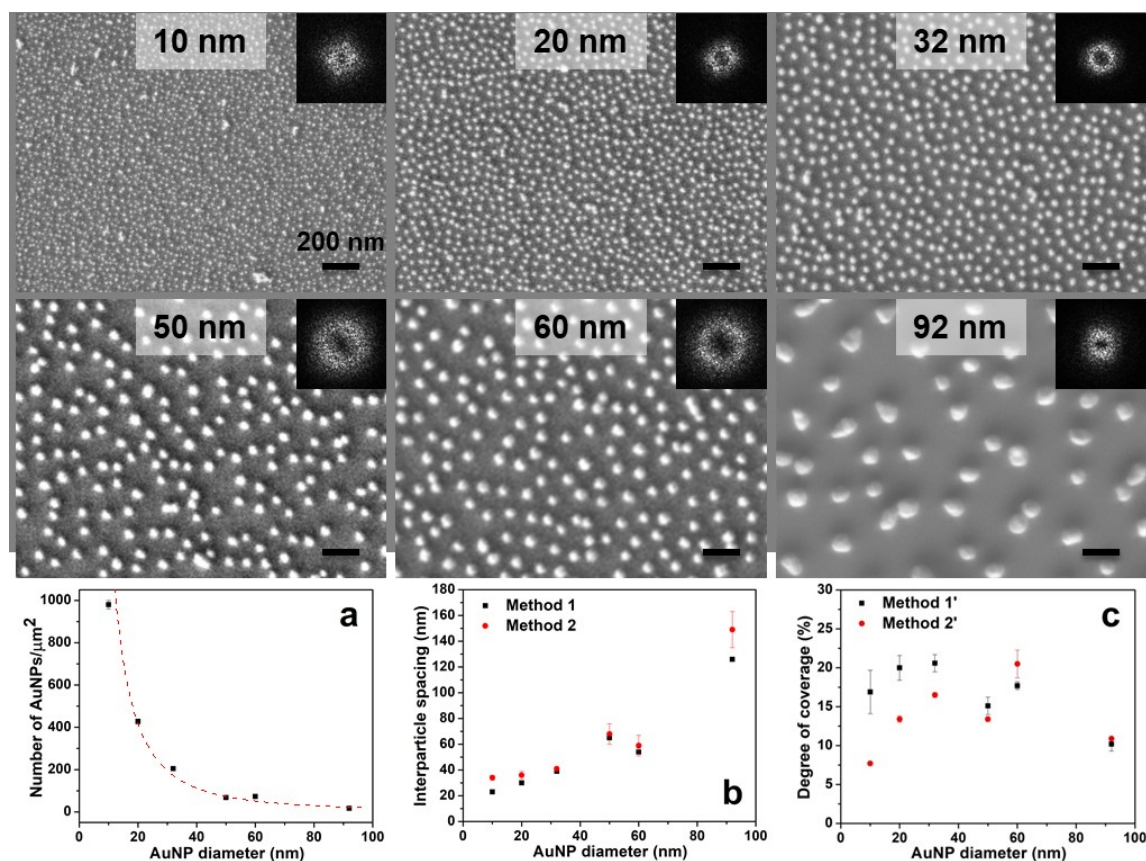 10 nm
20 nm
32 nm
200 nm
50 nm
60 nm
92 nm
1000
800
600
400
200
0
0 20 40 60 80 100
Number of AuNPs/μm²
AuNP diameter (nm)
a
180
160
140
120
100
80
60
40
20
0
0 20 40 60 80 100
Interparticle spacing (nm)
AuNP diameter (nm)
Method 1
Method 2
b
30
25
20
15
10
5
0
0 20 40 60 80 100
Degree of coverage (%)
AuNP diameter (nm)
Method 1'
Method 2'
c